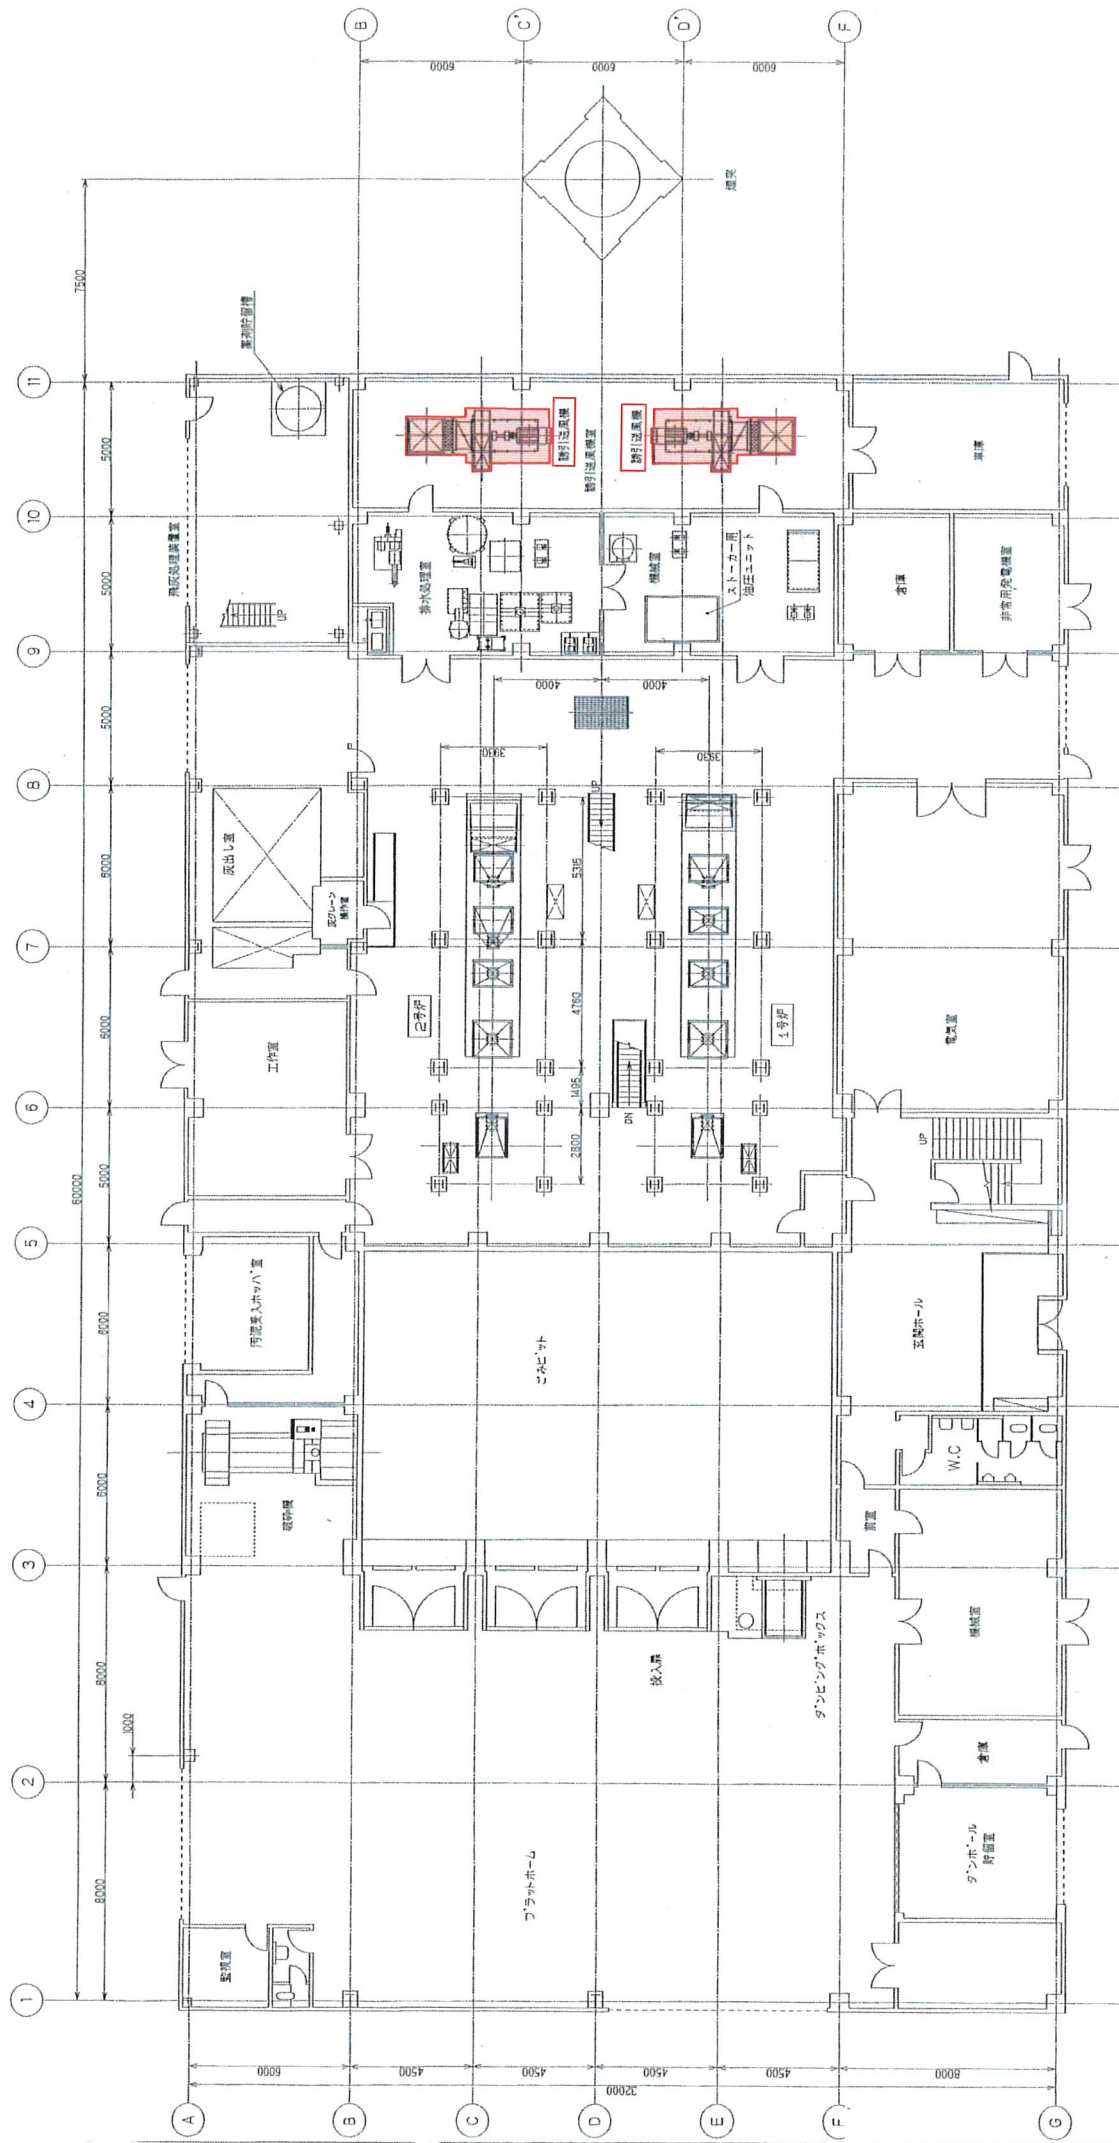 1
2
3
4
5
6
7
8
9
10
11
60000
7500
8000
8000
6000
6000
5000
6000
6000
5000
5000
5000
1000
A
B
C
D
E
F
G
6000
4500
4500
4500
4500
8000
32000
B
C'
D'
F
6000
6000
6000
監視室
破砕機
汚泥受入ホッパ室
工作室
灰出し室
灰クレーン
操作室
飛灰処理装置室
UP
薬剤貯留槽
プラットホーム
投入扉
ダンピングボックス
ごみピット
2号炉
1号炉
2800
1495
4760
5315
3930
3930
4000
4000
DN
UP
排水処理室
機械室
ストーカー用
油圧ユニット
誘引送風機
誘引送風機室
誘引送風機
煙突
ダンボール
貯留室
倉庫
機械室
前室
W.C
玄関ホール
UP
電気室
倉庫
非常用発電機室
車庫